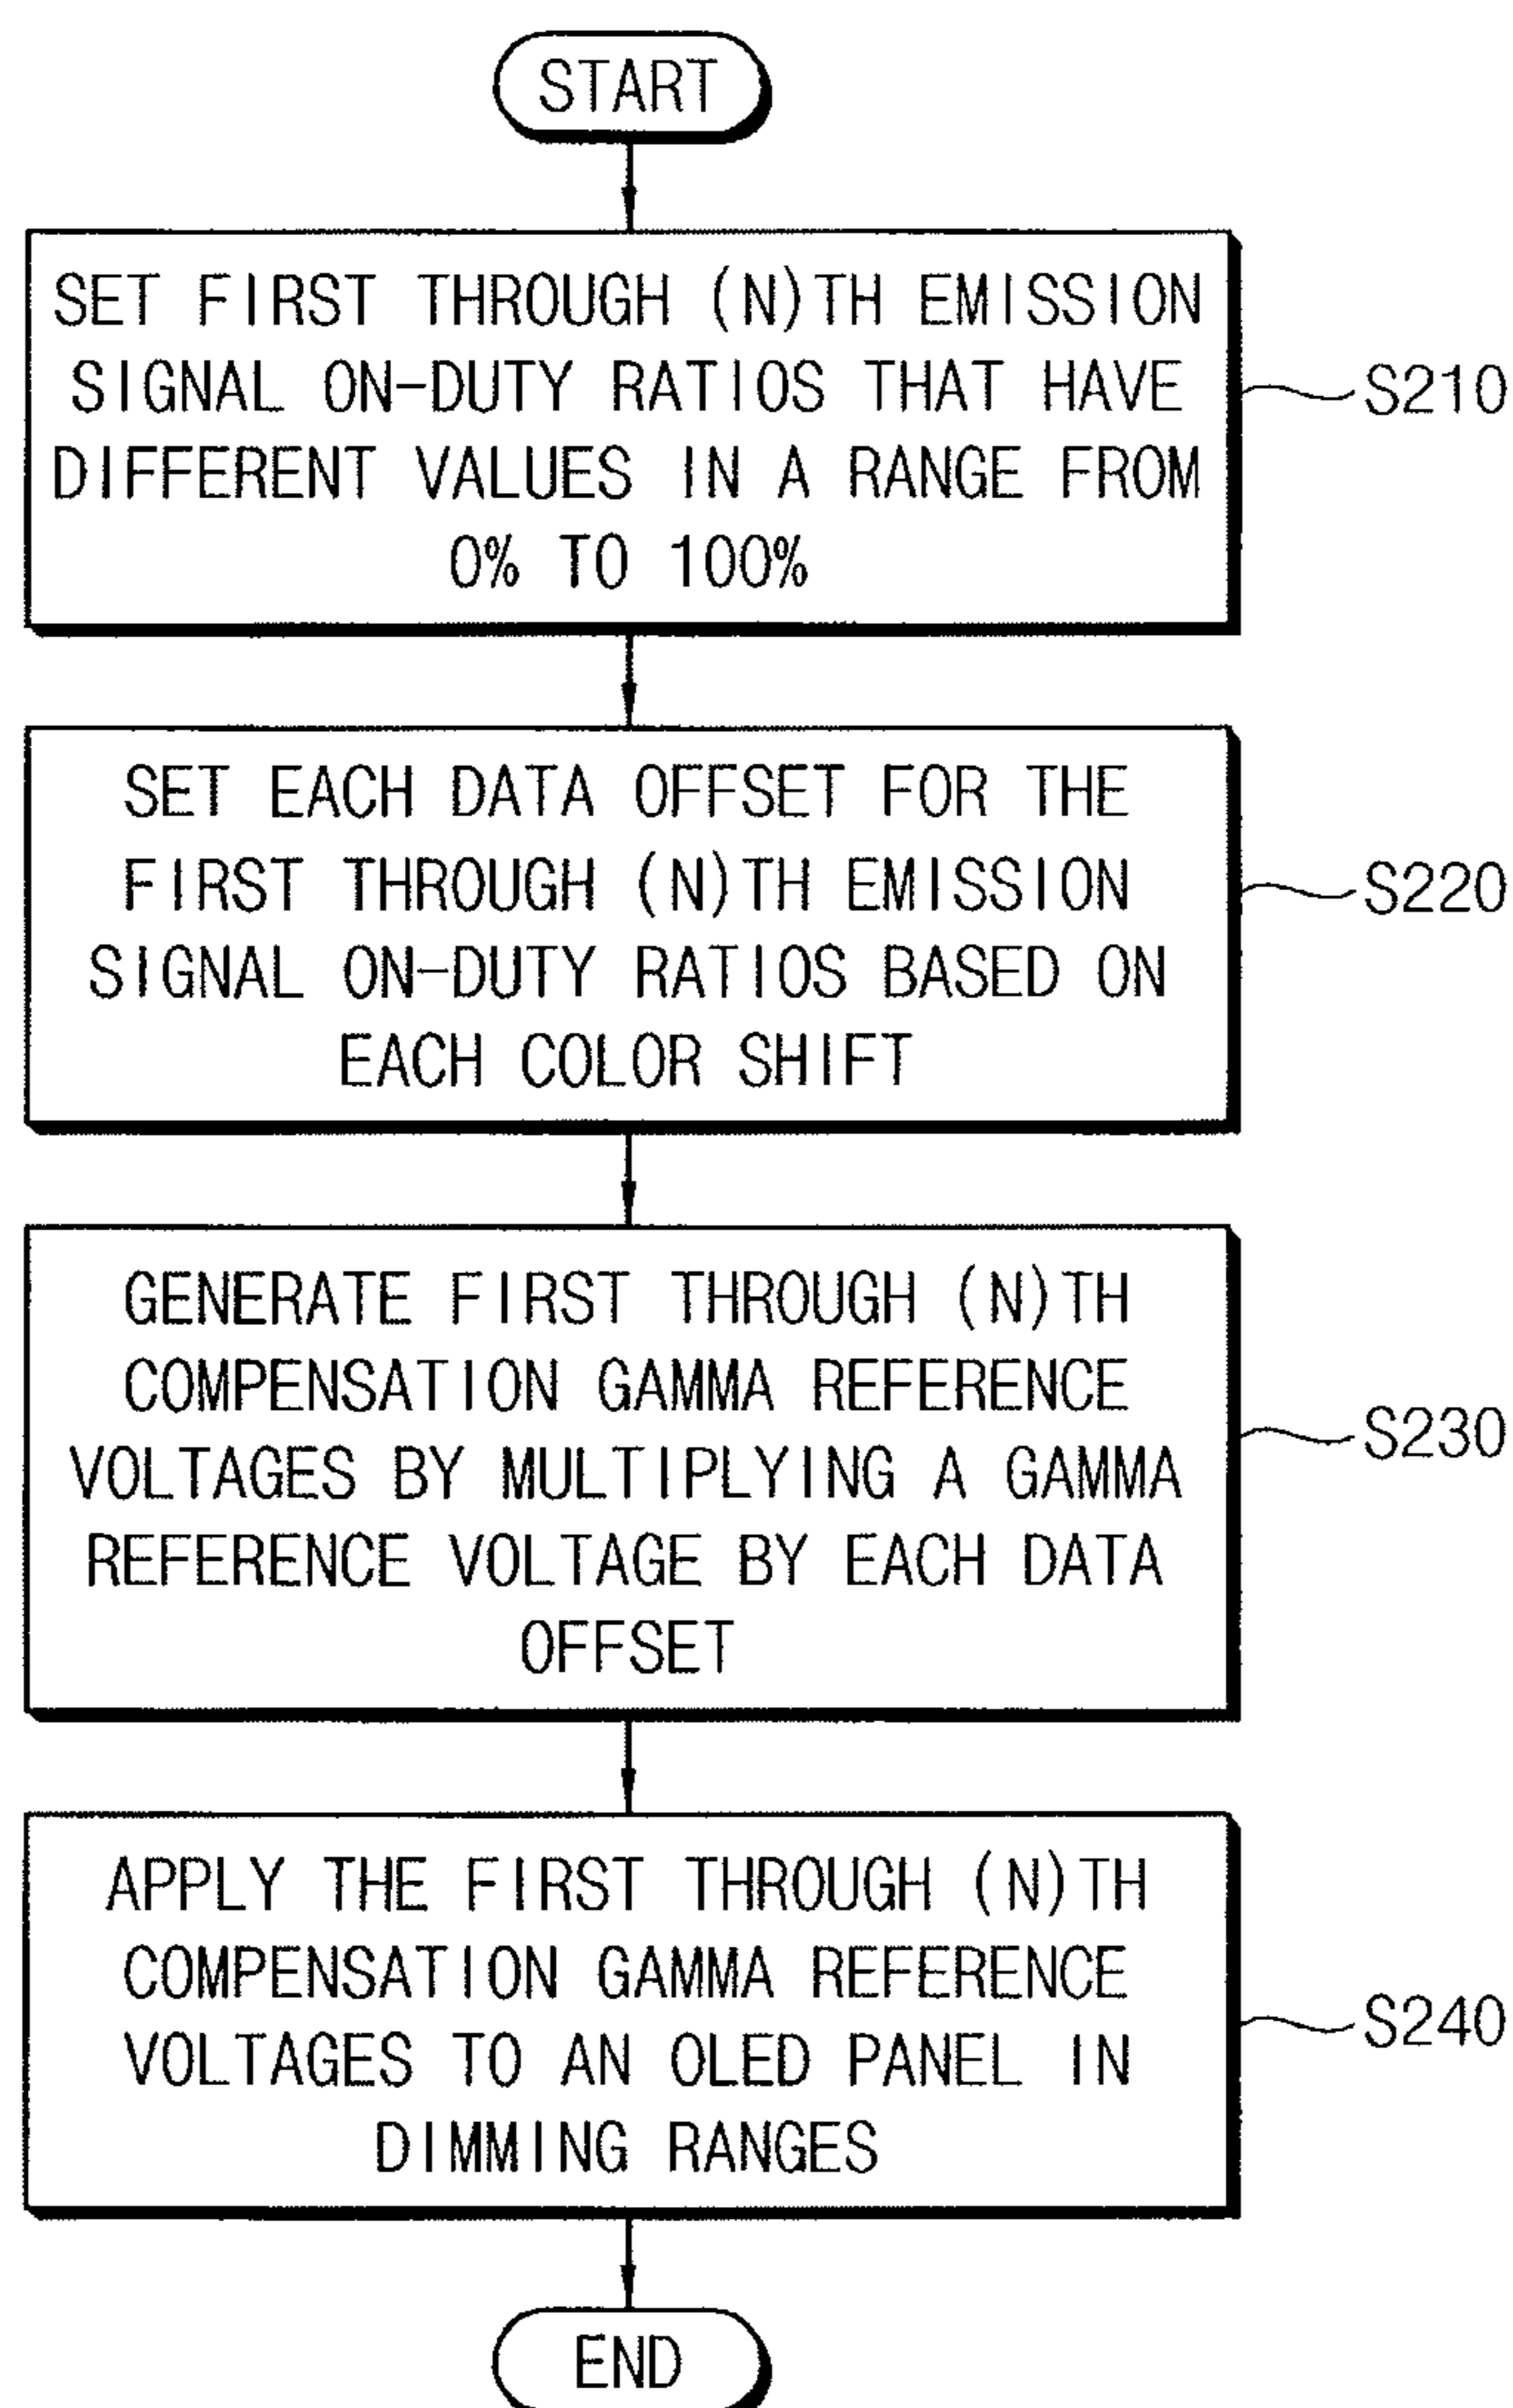 START
SET FIRST THROUGH (N)TH EMISSION
SIGNAL ON-DUTY RATIOS THAT HAVE
DIFFERENT VALUES IN A RANGE FROM
0% TO 100%
S210
SET EACH DATA OFFSET FOR THE
FIRST THROUGH (N)TH EMISSION
SIGNAL ON-DUTY RATIOS BASED ON
EACH COLOR SHIFT
S220
GENERATE FIRST THROUGH (N)TH
COMPENSATION GAMMA REFERENCE
VOLTAGES BY MULTIPLYING A GAMMA
REFERENCE VOLTAGE BY EACH DATA
OFFSET
S230
APPLY THE FIRST THROUGH (N)TH
COMPENSATION GAMMA REFERENCE
VOLTAGES TO AN OLED PANEL IN
DIMMING RANGES
S240
END